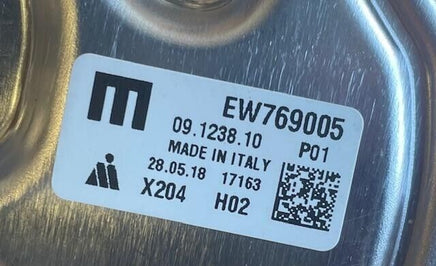 m EW769005
09.1238.10 P01
MADE IN ITALY
28.05.18 17163
X204 H02